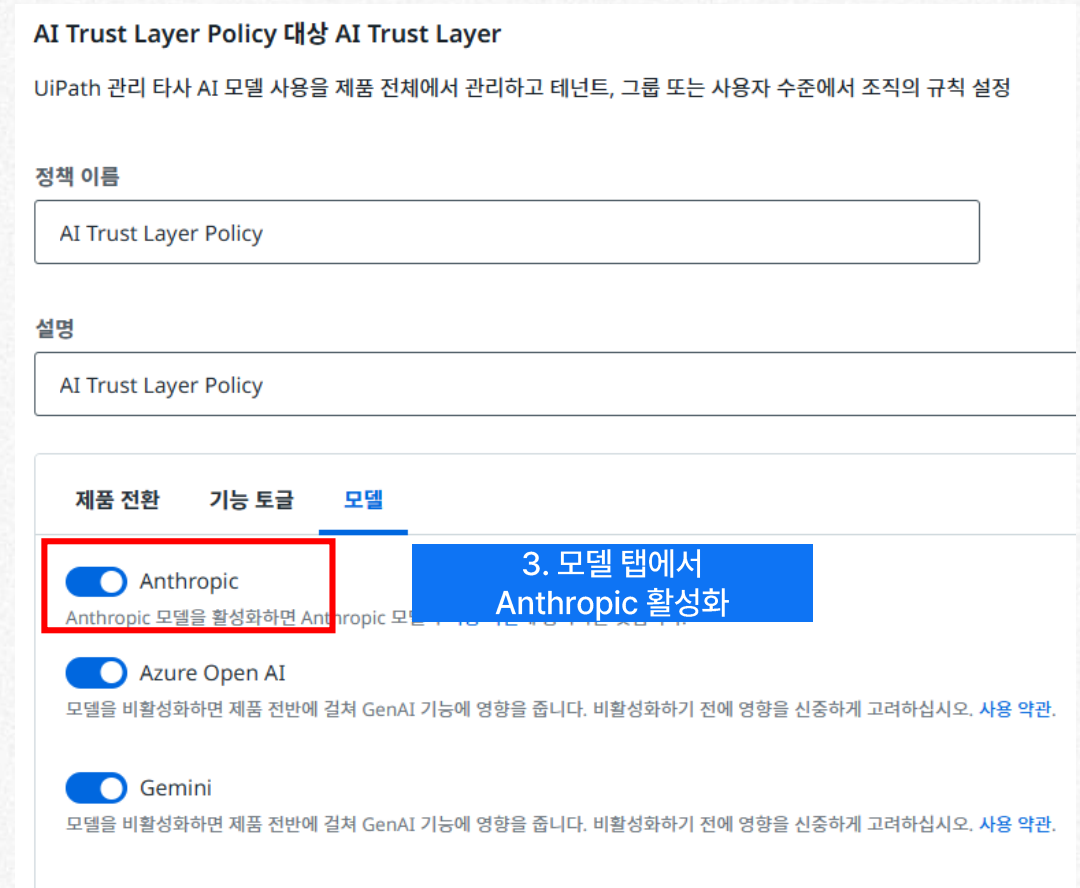 AI Trust Layer Policy 대상 AI Trust Layer
UiPath 관리 타사 AI 모델 사용을 제품 전체에서 관리하고 테넌트, 그룹 또는 사용자 수준에서 조직의 규칙 설정
정책 이름
AI Trust Layer Policy
설명
AI Trust Layer Policy
제품 전환 기능 토글 모델
Anthropic
3. 모델 탭에서
Anthropic 활성화
Anthropic 모델을 활성화하면 Anthropic
Azure Open AI
모델을 비활성화하면 제품 전반에 걸쳐 GenAI 기능에 영향을 줍니다. 비활성화하기 전에 영향을 신중하게 고려하십시오. 사용 약관.
Gemini
모델을 비활성화하면 제품 전반에 걸쳐 GenAI 기능에 영향을 줍니다. 비활성화하기 전에 영향을 신중하게 고려하십시오. 사용 약관.